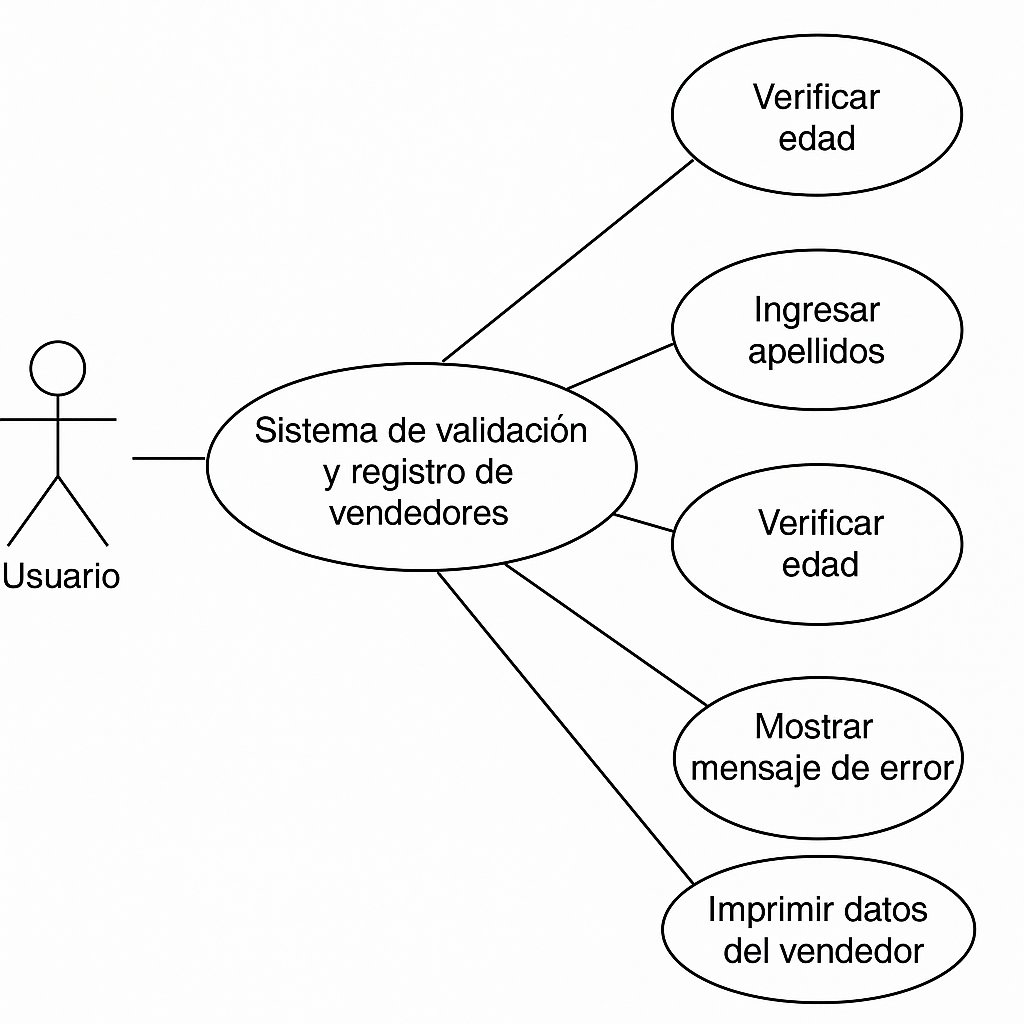 Verificar
edad
Ingresar
apellidos
Sistema de validación
y registro de
vendedores
Verificar
edad
Usuario
Mostrar
mensaje de error
Imprimir datos
del vendedor